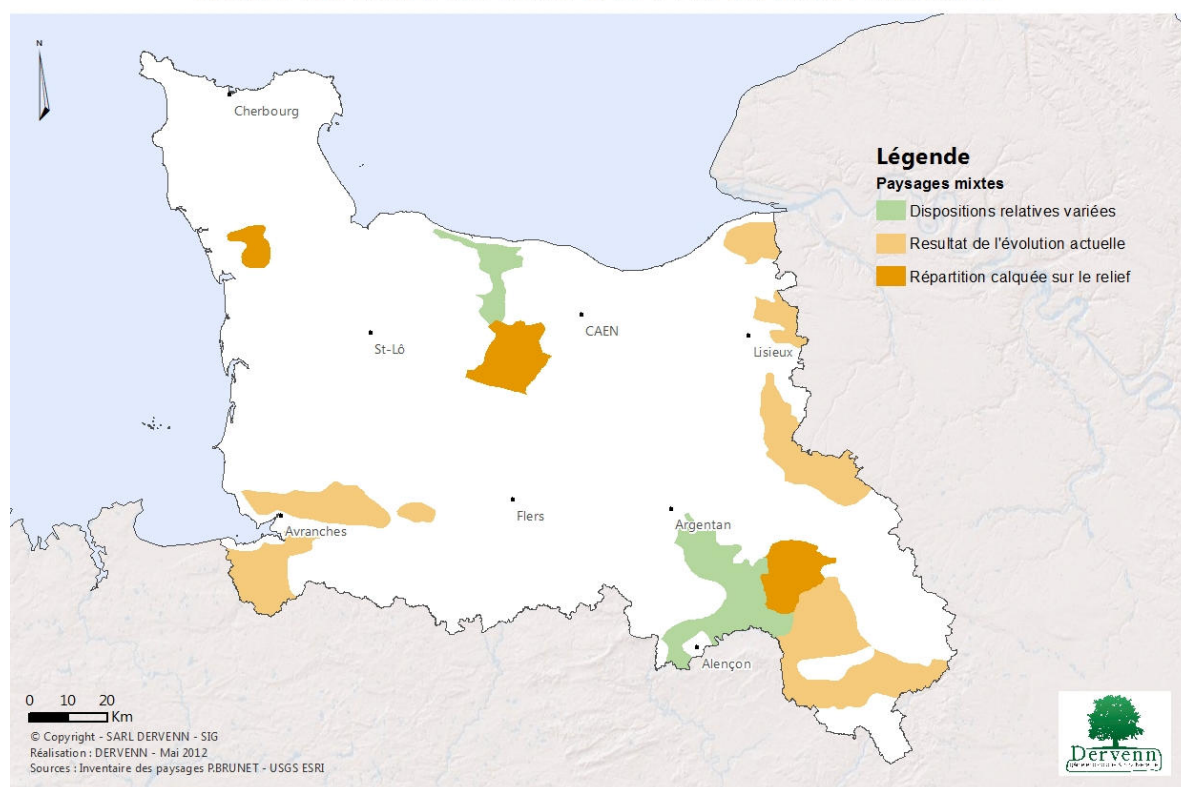 N
Cherbourg
Légende
Paysages mixtes
Dispositions relatives variées
Resultat de l'évolution actuelle
Répartition calquée sur le relief
CAEN
St-Lô
Lisieux
Flers
Argentan
Avranches
Alençon
0 10 20
Km
© Copyright - SARL DERVENN - SIG
Réalisation : DERVENN - Mai 2012
Sources : Inventaire des paysages P.BRUNET - USGS ESRI
Dervenn